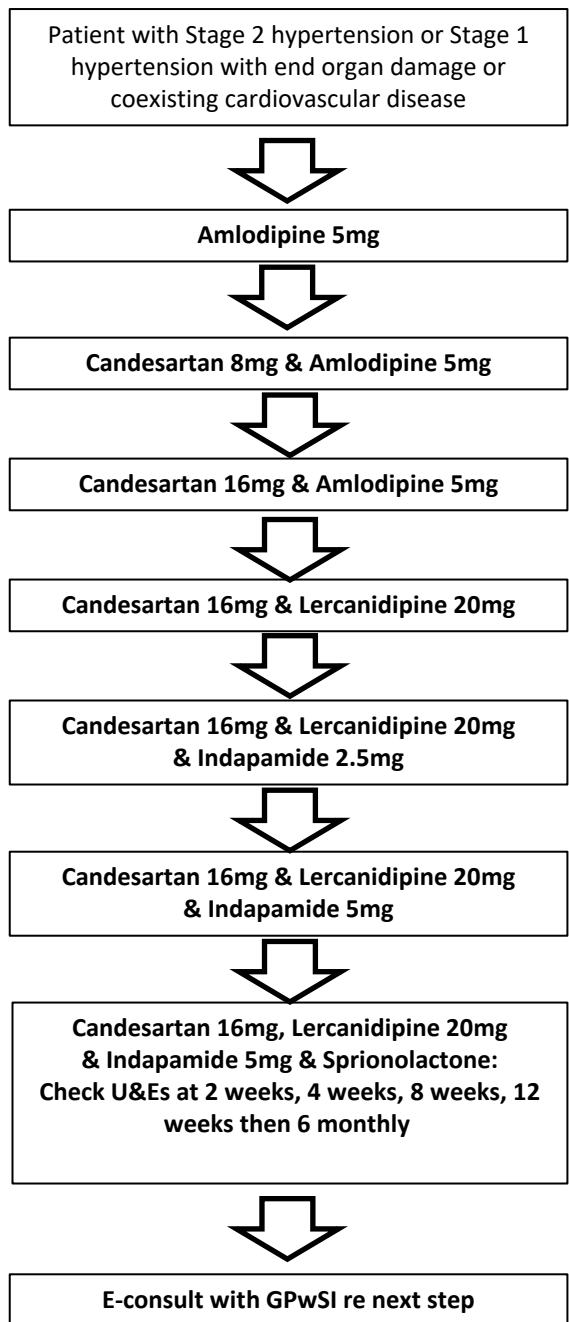 Patient with Stage 2 hypertension or Stage 1
hypertension with end organ damage or
coexisting cardiovascular disease
Amlodipine 5mg
Candesartan 8mg & Amlodipine 5mg
Candesartan 16mg & Amlodipine 5mg
Candesartan 16mg & Lercanidipine 20mg
Candesartan 16mg & Lercanidipine 20mg
& Indapamide 2.5mg
Candesartan 16mg & Lercanidipine 20mg
& Indapamide 5mg
Candesartan 16mg, Lercanidipine 20mg
& Indapamide 5mg & Sprionolactone:
Check U&Es at 2 weeks, 4 weeks, 8 weeks, 12
weeks then 6 monthly
E-consult with GPwSI re next step